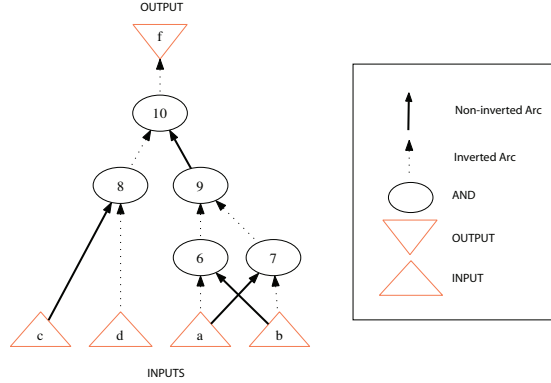 OUTPUT
f
10
8
9
6
7
c
d
a
b
INPUTS
Non-inverted Arc
Inverted Arc
AND
OUTPUT
INPUT